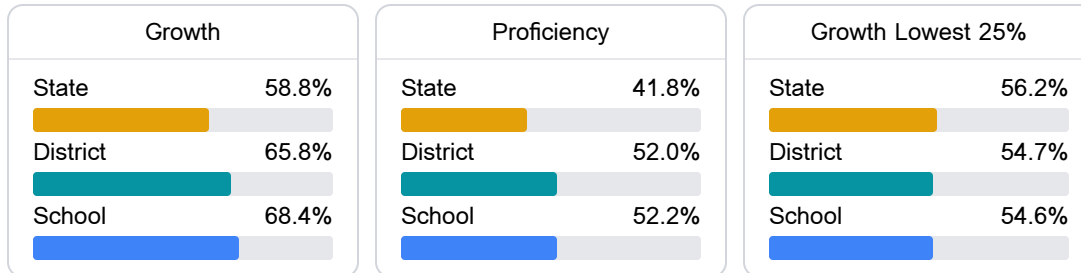 Growth
State 58.8%
District 65.8%
School 68.4%
Proficiency
State 41.8%
District 52.0%
School 52.2%
Growth Lowest 25%
State 56.2%
District 54.7%
School 54.6%